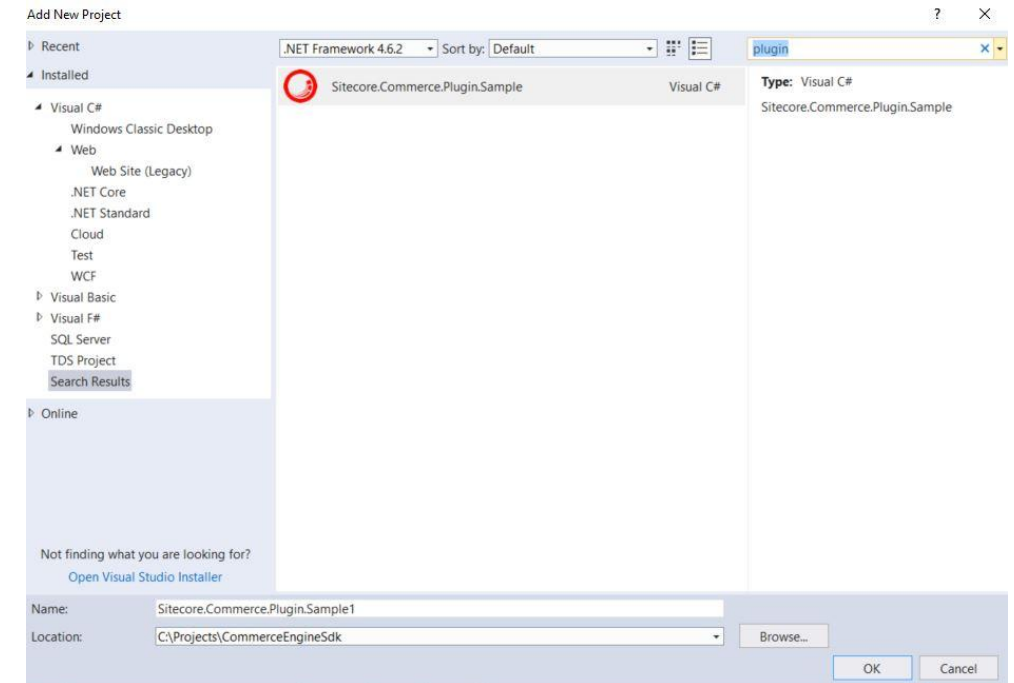 Add New Project
? ×
Recent
.NET Framework 4.6.2 Sort by: Default
plugin
Installed
Visual C#
Windows Classic Desktop
Web
Web Site (Legacy)
.NET Core
.NET Standard
Cloud
Test
WCF
Visual Basic
Visual F#
SQL Server
TDS Project
Search Results
Online
Not finding what you are looking for?
Open Visual Studio Installer
Sitecore.Commerce.Plugin.Sample Visual C#
Type: Visual C#
Sitecore.Commerce.Plugin.Sample
Name: Sitecore.Commerce.Plugin.Sample1
Location: C:\Projects\CommerceEngineSdk
Browse...
OK Cancel